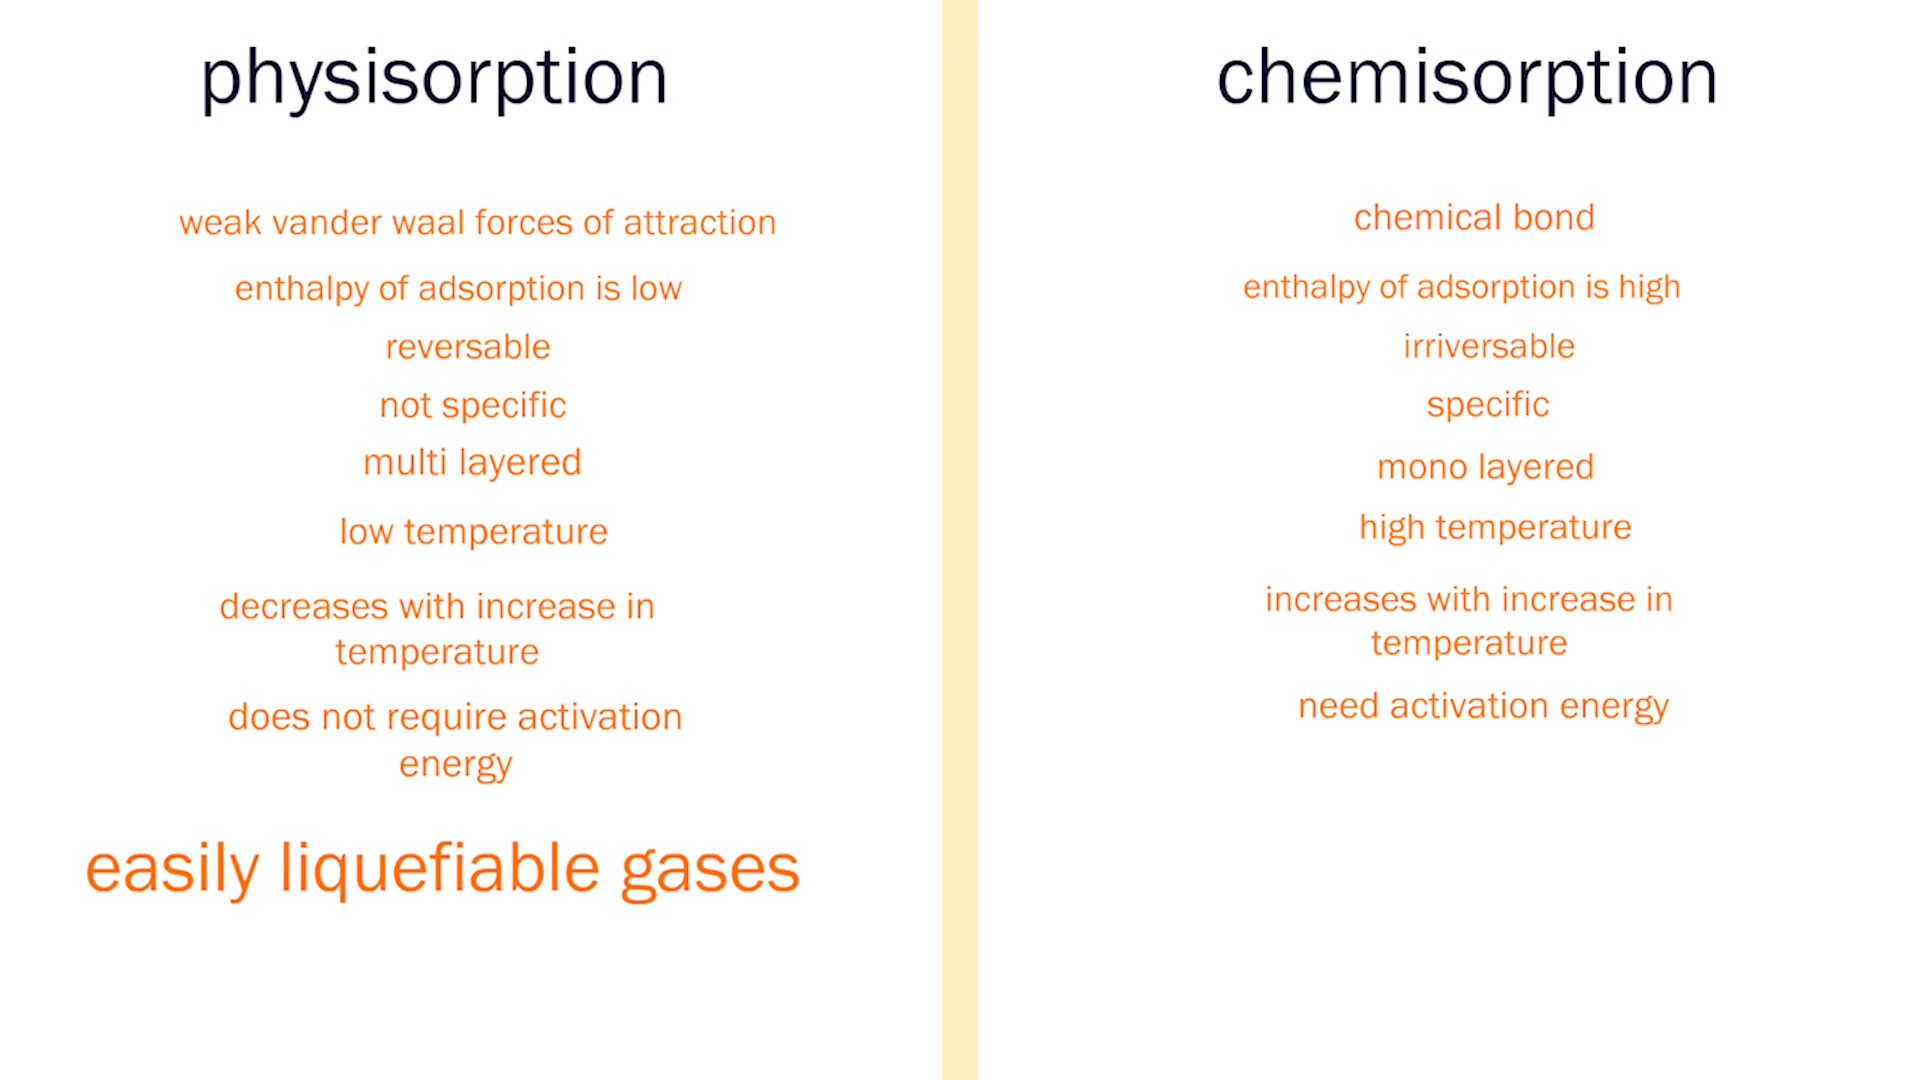 physisorption
weak vander waal forces of attraction
enthalpy of adsorption is low
reversable
not specific
multi layered
low temperature
decreases with increase in
temperature
does not require activation
energy
easily liquefiable gases
chemisorption
chemical bond
enthalpy of adsorption is high
irriversable
specific
mono layered
high temperature
increases with increase in
temperature
need activation energy